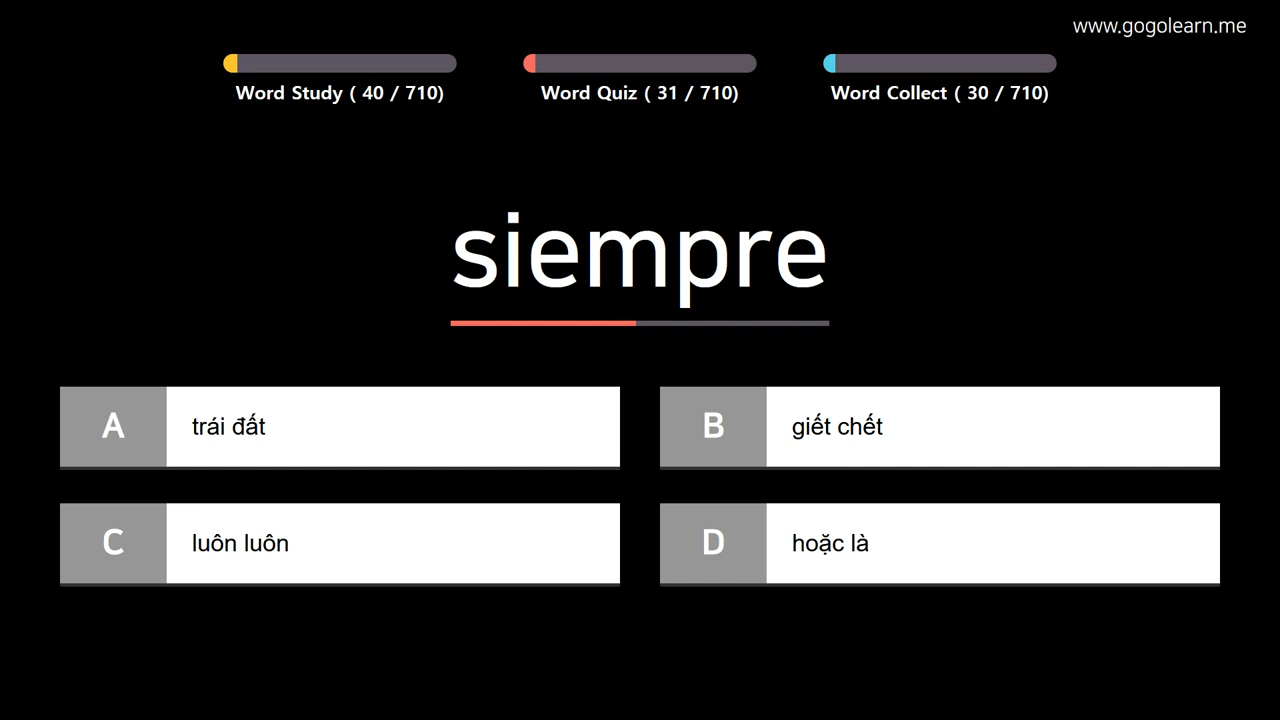 www.gogolearn.me
Word Study ( 40 / 710)
Word Quiz ( 31 / 710)
Word Collect ( 30 / 710)
siempre
A trái đất
B giết chết
C luôn luôn
D hoặc là